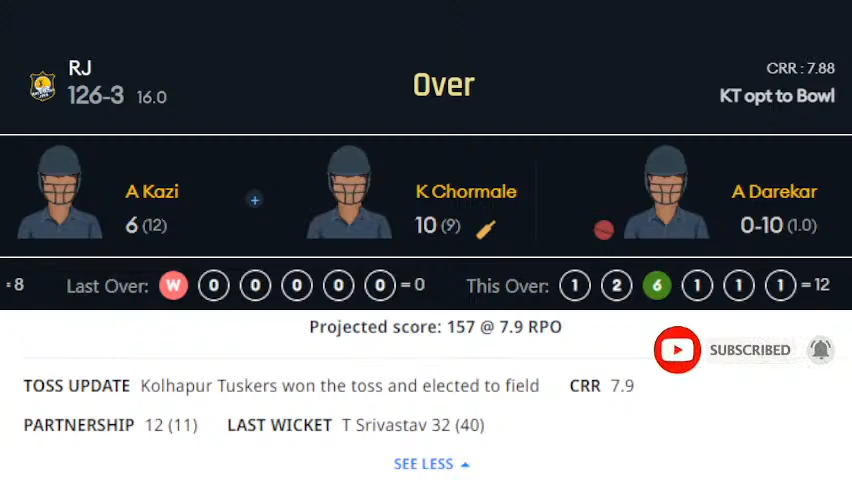 RJ
126-3 16.0
Over
CRR : 7.88
KT opt to Bowl
A Kazi
6 (12)
+
K Chormale
10 (9)
A Darekar
0-10 (1.0)
: 8 Last Over: W 0 0 0 0 0 = 0 This Over: 1 2 6 1 1 1 = 12
Projected score: 157 @ 7.9 RPO
SUBSCRIBED
TOSS UPDATE Kolhapur Tuskers won the toss and elected to field CRR 7.9
PARTNERSHIP 12 (11) LAST WICKET T Srivastav 32 (40)
SEE LESS